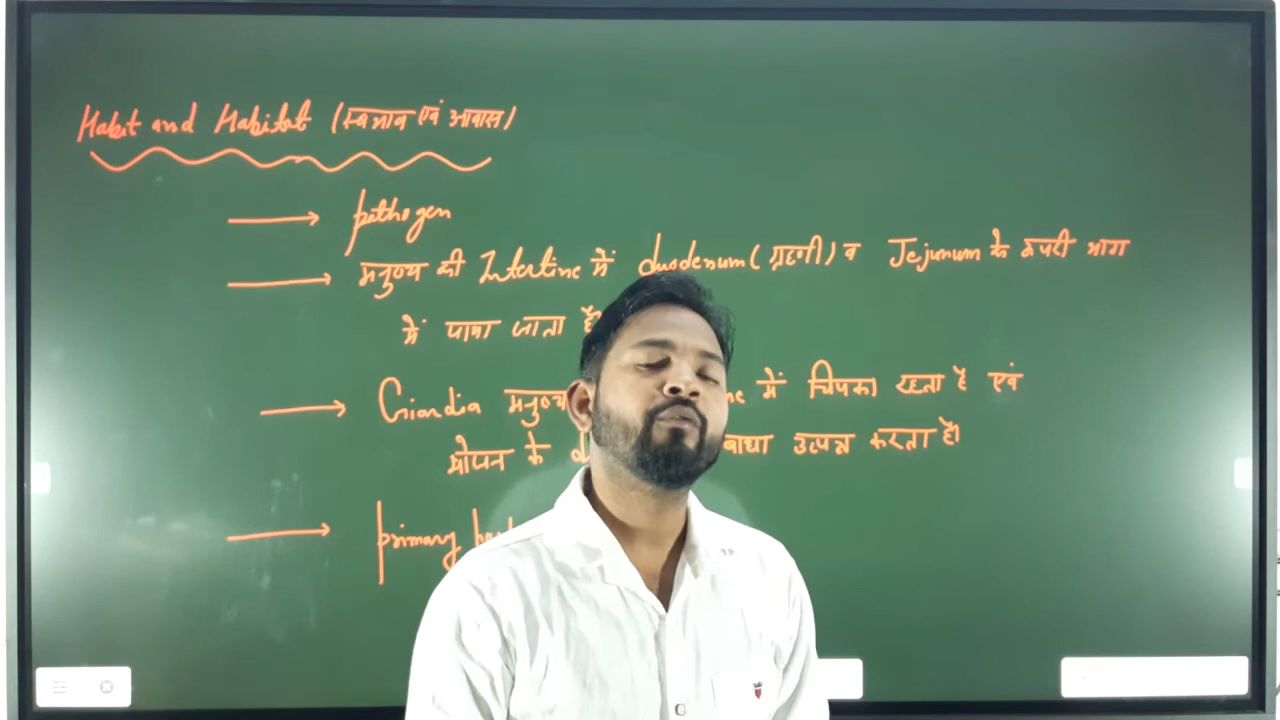 Habit and Habitat (स्वभाव एवं आवास)
pathogen
मनुष्य की Intestine में duodenum (ग्रहणी) व Jejunum के ऊपरी भाग
में पाया जाता है
Giardia में चिपका रहता है एवं
भोजन के बाधा उत्पन्न करता है।
primary